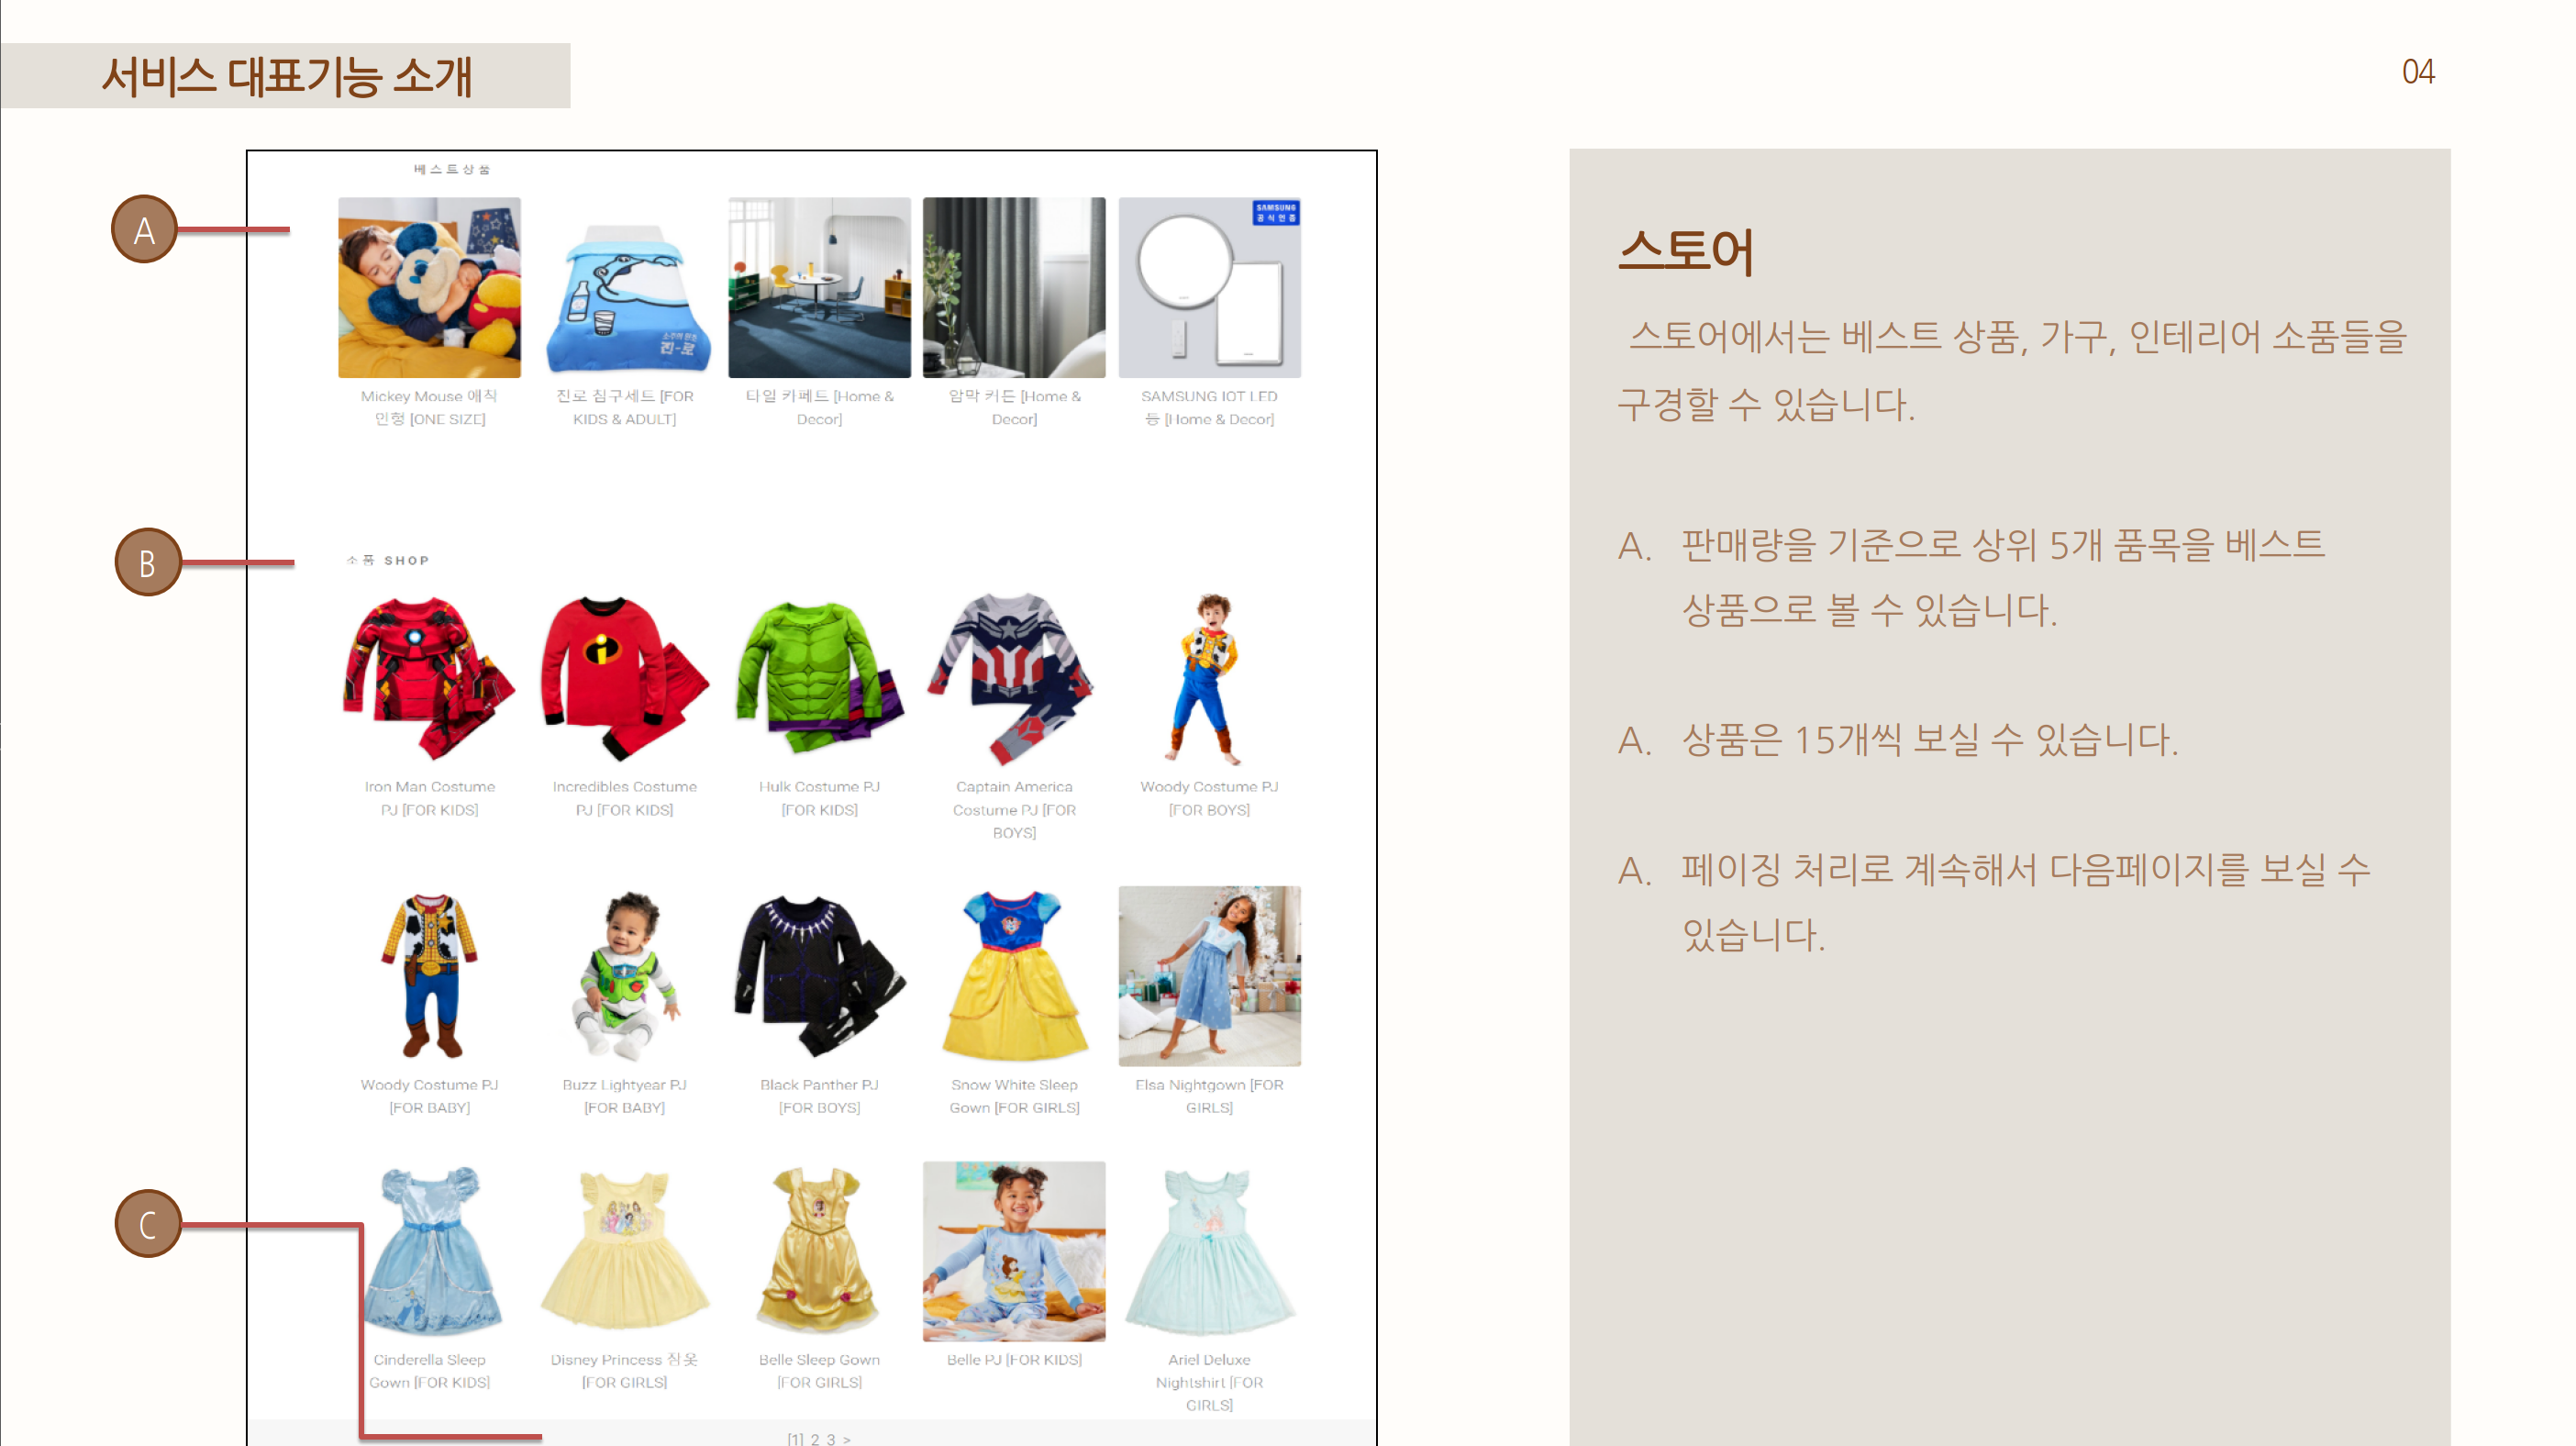 서비스 대표기능 소개
04
A
베스트상품
SAMSUNG
공식인증
소주의 원조
진-로
Mickey Mouse 애착
인형 [ONE SIZE]
진로 침구세트 [FOR
KIDS & ADULT]
타일 카페트 [Home &
Decor]
암막 커튼 [Home &
Decor]
SAMSUNG IOT LED
등 [Home & Decor]
B
소품 SHOP
Iron Man Costume
PJ [FOR KIDS]
Incredibles Costume
PJ [FOR KIDS]
Hulk Costume PJ
[FOR KIDS]
Captain America
Costume PJ [FOR
BOYS]
Woody Costume PJ
[FOR BOYS]
Woody Costume PJ
[FOR BABY]
Buzz Lightyear PJ
[FOR BABY]
Black Panther PJ
[FOR BOYS]
Snow White Sleep
Gown [FOR GIRLS]
Elsa Nightgown [FOR
GIRLS]
C
Cinderella Sleep
Gown [FOR KIDS]
Disney Princess 잠옷
[FOR GIRLS]
Belle Sleep Gown
[FOR GIRLS]
Belle PJ [FOR KIDS]
Ariel Deluxe
Nightshirt [FOR
GIRLS]
[1] 2 3 >
스토어
스토어에서는 베스트 상품, 가구, 인테리어 소품들을
구경할 수 있습니다.
A. 판매량을 기준으로 상위 5개 품목을 베스트
상품으로 볼 수 있습니다.
A. 상품은 15개씩 보실 수 있습니다.
A. 페이징 처리로 계속해서 다음페이지를 보실 수
있습니다.